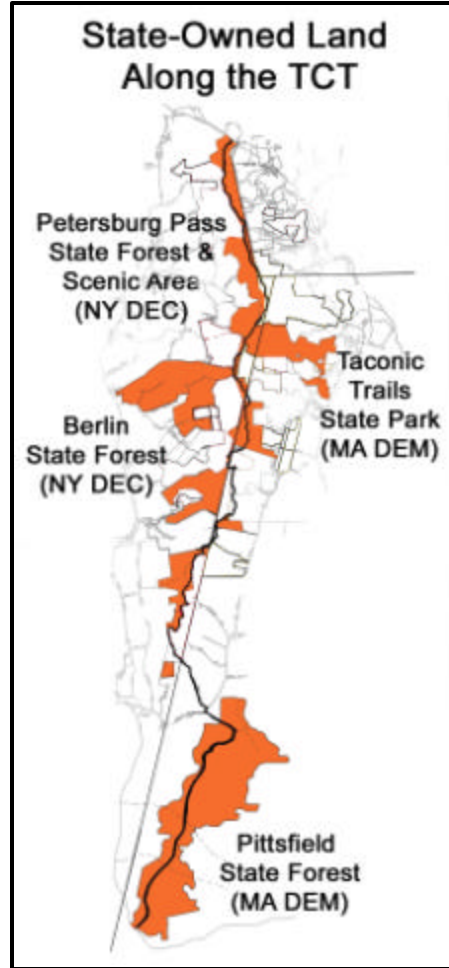 State-Owned Land
Along the TCT
Petersburg Pass
State Forest &
Scenic Area
(NY DEC)
Taconic
Trails
State Park
(MA DEM)
Berlin
State Forest
(NY DEC)
Pittsfield
State Forest
(MA DEM)